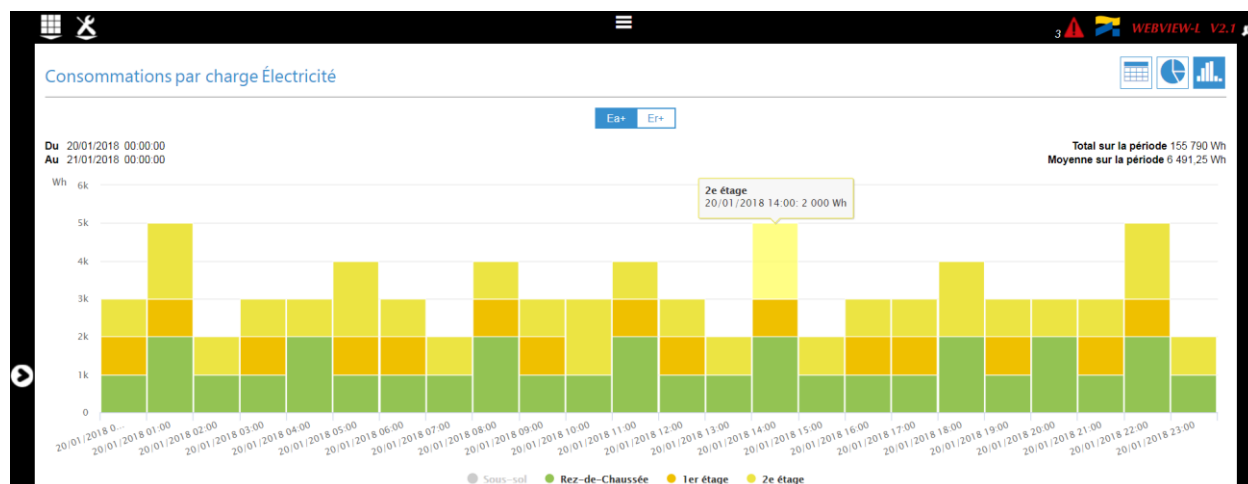 3 WEBVIEW-L V2.1
Consommations par charge Électricité
Ea+ Er+
Du 20/01/2018 00:00:00
Au 21/01/2018 00:00:00
Total sur la période 155 790 Wh
Moyenne sur la période 6 491,25 Wh
Wh
6k
5k
4k
3k
2k
1k
0
2e étage
20/01/2018 14:00: 2 000 Wh
20/01/2018 0...
20/01/2018 01:00
20/01/2018 02:00
20/01/2018 03:00
20/01/2018 04:00
20/01/2018 05:00
20/01/2018 06:00
20/01/2018 07:00
20/01/2018 08:00
20/01/2018 09:00
20/01/2018 10:00
20/01/2018 11:00
20/01/2018 12:00
20/01/2018 13:00
20/01/2018 14:00
20/01/2018 15:00
20/01/2018 16:00
20/01/2018 17:00
20/01/2018 18:00
20/01/2018 19:00
20/01/2018 20:00
20/01/2018 21:00
20/01/2018 22:00
20/01/2018 23:00
Sous-sol Rez-de-Chaussée 1er étage 2e étage